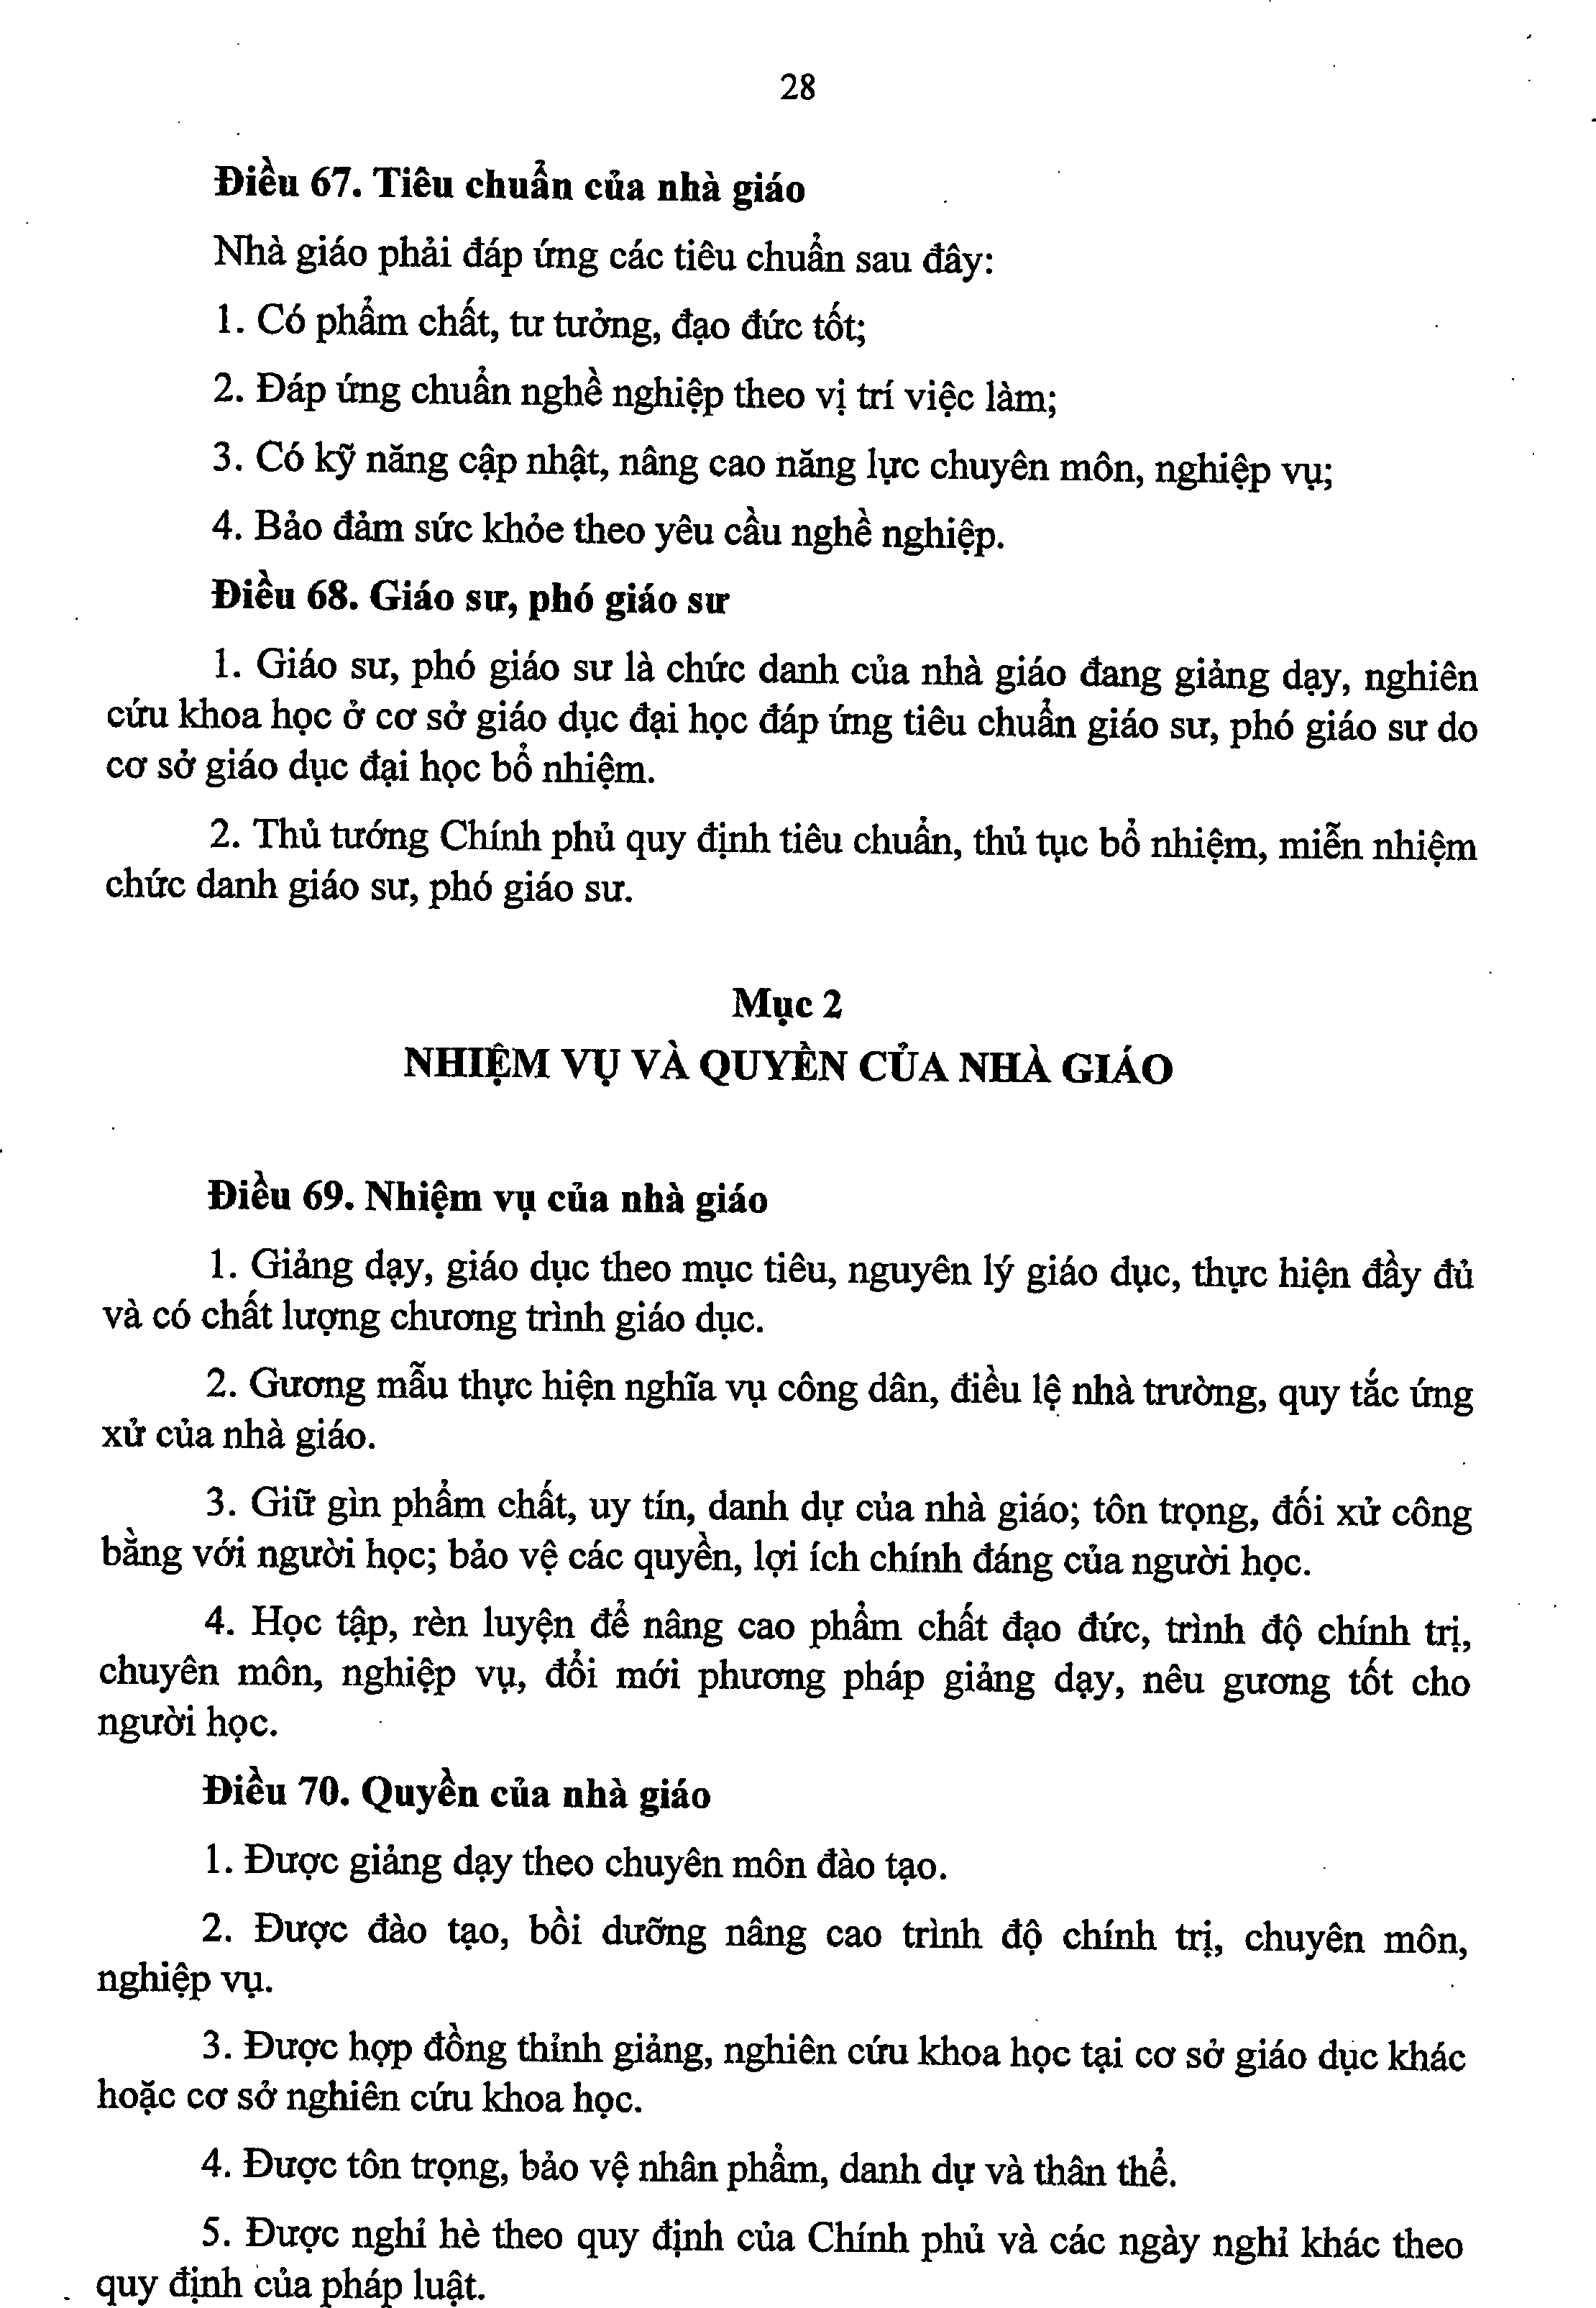 28
Điều 67. Tiêu chuẩn của nhà giáo
Nhà giáo phải đáp ứng các tiêu chuẩn sau đây:
1. Có phẩm chất, tư tưởng, đạo đức tốt;
2. Đáp ứng chuẩn nghề nghiệp theo vị trí việc làm;
3. Có kỹ năng cập nhật, nâng cao năng lực chuyên môn, nghiệp vụ;
4. Bảo đảm sức khỏe theo yêu cầu nghề nghiệp.
Điều 68. Giáo sư, phó giáo sư
1. Giáo sư, phó giáo sư là chức danh của nhà giáo đang giảng dạy, nghiên
cứu khoa học ở cơ sở giáo dục đại học đáp ứng tiêu chuẩn giáo sư, phó giáo sư do
cơ sở giáo dục đại học bổ nhiệm.
2. Thủ tướng Chính phủ quy định tiêu chuẩn, thủ tục bổ nhiệm, miễn nhiệm
chức danh giáo sư, phó giáo sư.
Mục 2
NHIỆM VỤ VÀ QUYỀN CỦA NHÀ GIÁO
Điều 69. Nhiệm vụ của nhà giáo
1. Giảng dạy, giáo dục theo mục tiêu, nguyên lý giáo dục, thực hiện đầy đủ
và có chất lượng chương trình giáo dục.
2. Gương mẫu thực hiện nghĩa vụ công dân, điều lệ nhà trường, quy tắc ứng
xử của nhà giáo.
3. Giữ gìn phẩm chất, uy tín, danh dự của nhà giáo; tôn trọng, đối xử công
bằng với người học; bảo vệ các quyền, lợi ích chính đáng của người học.
4. Học tập, rèn luyện để nâng cao phẩm chất đạo đức, trình độ chính trị,
chuyên môn, nghiệp vụ, đổi mới phương pháp giảng dạy, nêu gương tốt cho
người học.
Điều 70. Quyền của nhà giáo
1. Được giảng dạy theo chuyên môn đào tạo.
2. Được đào tạo, bồi dưỡng nâng cao trình độ chính trị, chuyên môn,
nghiệp vụ.
3. Được hợp đồng thỉnh giảng, nghiên cứu khoa học tại cơ sở giáo dục khác
hoặc cơ sở nghiên cứu khoa học.
4. Được tôn trọng, bảo vệ nhân phẩm, danh dự và thân thể.
5. Được nghỉ hè theo quy định của Chính phủ và các ngày nghỉ khác theo
quy định của pháp luật.